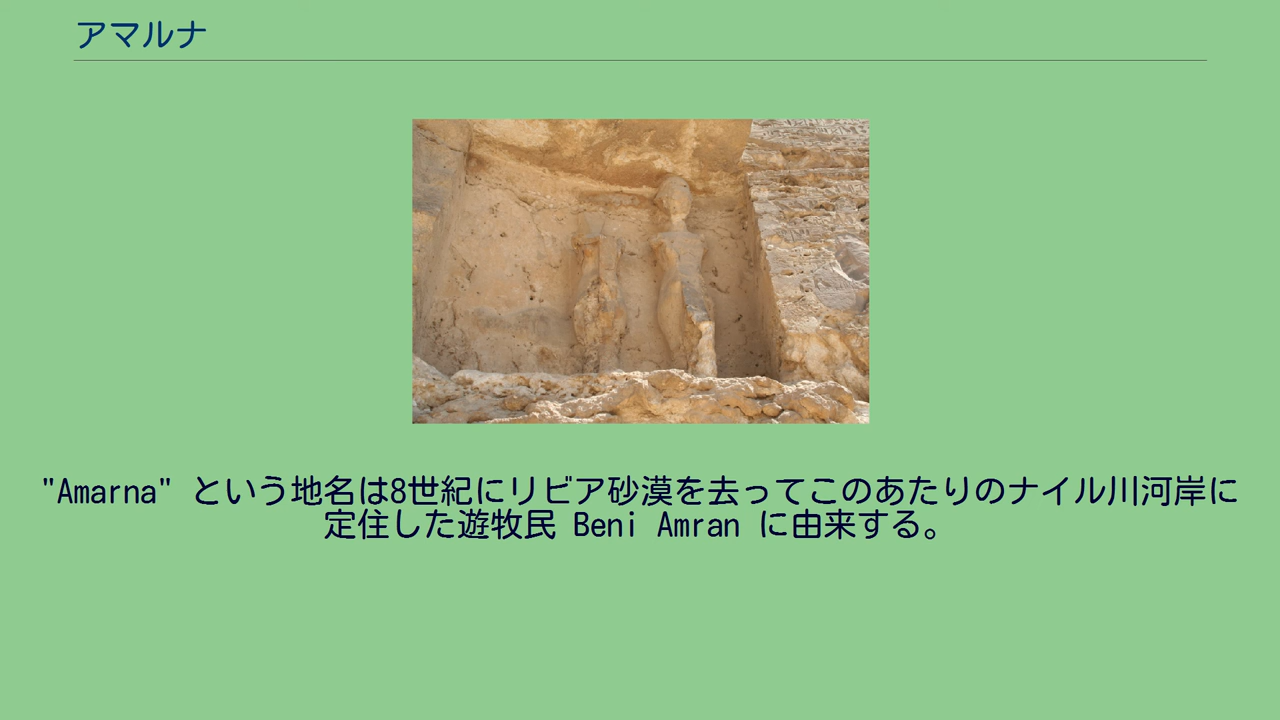 アマルナ
"Amarna" という地名は8世紀にリビア砂漠を去ってこのあたりのナイル川河岸に
定住した遊牧民 Beni Amran に由来する。